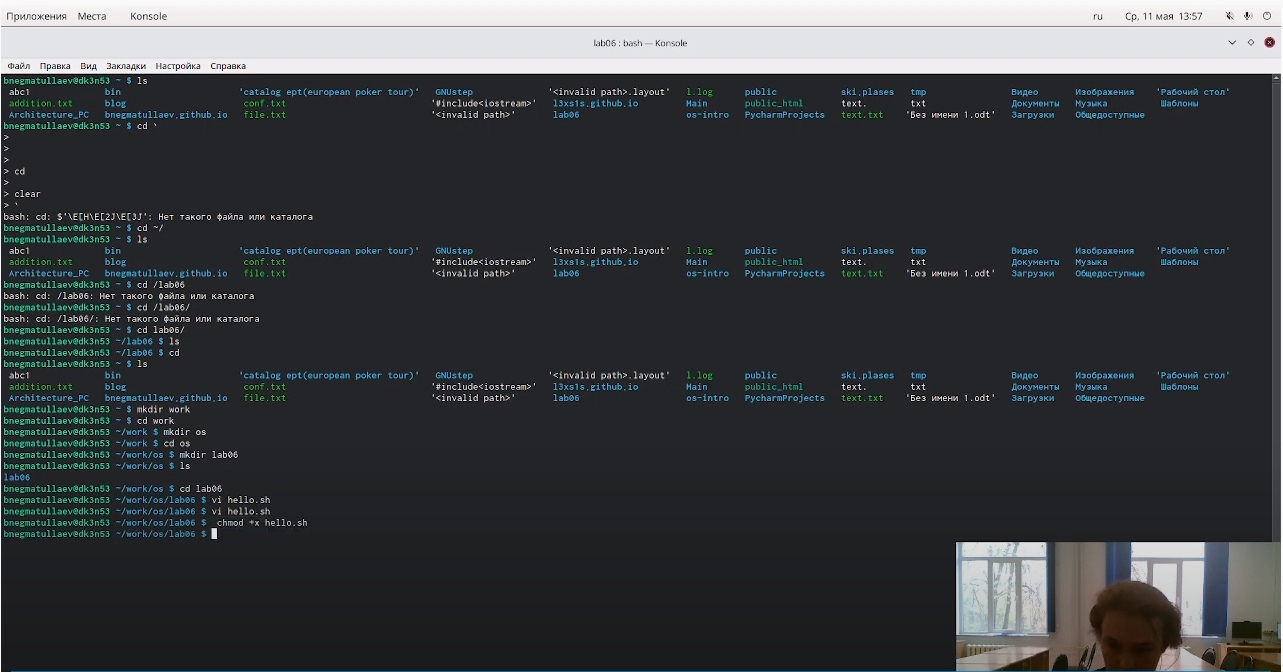 Приложения Места Konsole ru Ср, 11 мая 13:57
lab06 : bash — Konsole
Файл Правка Вид Закладки Настройка Справка
bnegmatullaev@dk3n53 ~ $ ls
abc1 bin 'catalog ept(european poker tour)' GNUstep '<invalid path>.layout' l.log public ski.plases tmp Видео Изображения 'Рабочий стол'
addition.txt blog conf.txt '#include<iostream>' l3xs1s.github.io Main public_html text. txt Документы Музыка Шаблоны
Architecture_PC bnegmatullaev.github.io file.txt '<invalid path>' lab06 os-intro PycharmProjects text.txt 'Без имени 1.odt' Загрузки Общедоступные
bnegmatullaev@dk3n53 ~ $ cd `
>
>
>
> cd
>
> clear
> `
bash: cd: $'\E[H\E[2J\E[3J': Нет такого файла или каталога
bnegmatullaev@dk3n53 ~ $ cd ~/
bnegmatullaev@dk3n53 ~ $ ls
abc1 bin 'catalog ept(european poker tour)' GNUstep '<invalid path>.layout' l.log public ski.plases tmp Видео Изображения 'Рабочий стол'
addition.txt blog conf.txt '#include<iostream>' l3xs1s.github.io Main public_html text. txt Документы Музыка Шаблоны
Architecture_PC bnegmatullaev.github.io file.txt '<invalid path>' lab06 os-intro PycharmProjects text.txt 'Без имени 1.odt' Загрузки Общедоступные
bnegmatullaev@dk3n53 ~ $ cd /lab06
bash: cd: /lab06: Нет такого файла или каталога
bnegmatullaev@dk3n53 ~ $ cd /lab06/
bash: cd: /lab06/: Нет такого файла или каталога
bnegmatullaev@dk3n53 ~ $ cd lab06/
bnegmatullaev@dk3n53 ~/lab06 $ ls
bnegmatullaev@dk3n53 ~/lab06 $ cd
bnegmatullaev@dk3n53 ~ $ ls
abc1 bin 'catalog ept(european poker tour)' GNUstep '<invalid path>.layout' l.log public ski.plases tmp Видео Изображения 'Рабочий стол'
addition.txt blog conf.txt '#include<iostream>' l3xs1s.github.io Main public_html text. txt Документы Музыка Шаблоны
Architecture_PC bnegmatullaev.github.io file.txt '<invalid path>' lab06 os-intro PycharmProjects text.txt 'Без имени 1.odt' Загрузки Общедоступные
bnegmatullaev@dk3n53 ~ $ mkdir work
bnegmatullaev@dk3n53 ~ $ cd work
bnegmatullaev@dk3n53 ~/work $ mkdir os
bnegmatullaev@dk3n53 ~/work $ cd os
bnegmatullaev@dk3n53 ~/work/os $ mkdir lab06
bnegmatullaev@dk3n53 ~/work/os $ ls
lab06
bnegmatullaev@dk3n53 ~/work/os $ cd lab06
bnegmatullaev@dk3n53 ~/work/os/lab06 $ vi hello.sh
bnegmatullaev@dk3n53 ~/work/os/lab06 $ vi hello.sh
bnegmatullaev@dk3n53 ~/work/os/lab06 $ chmod +x hello.sh
bnegmatullaev@dk3n53 ~/work/os/lab06 $